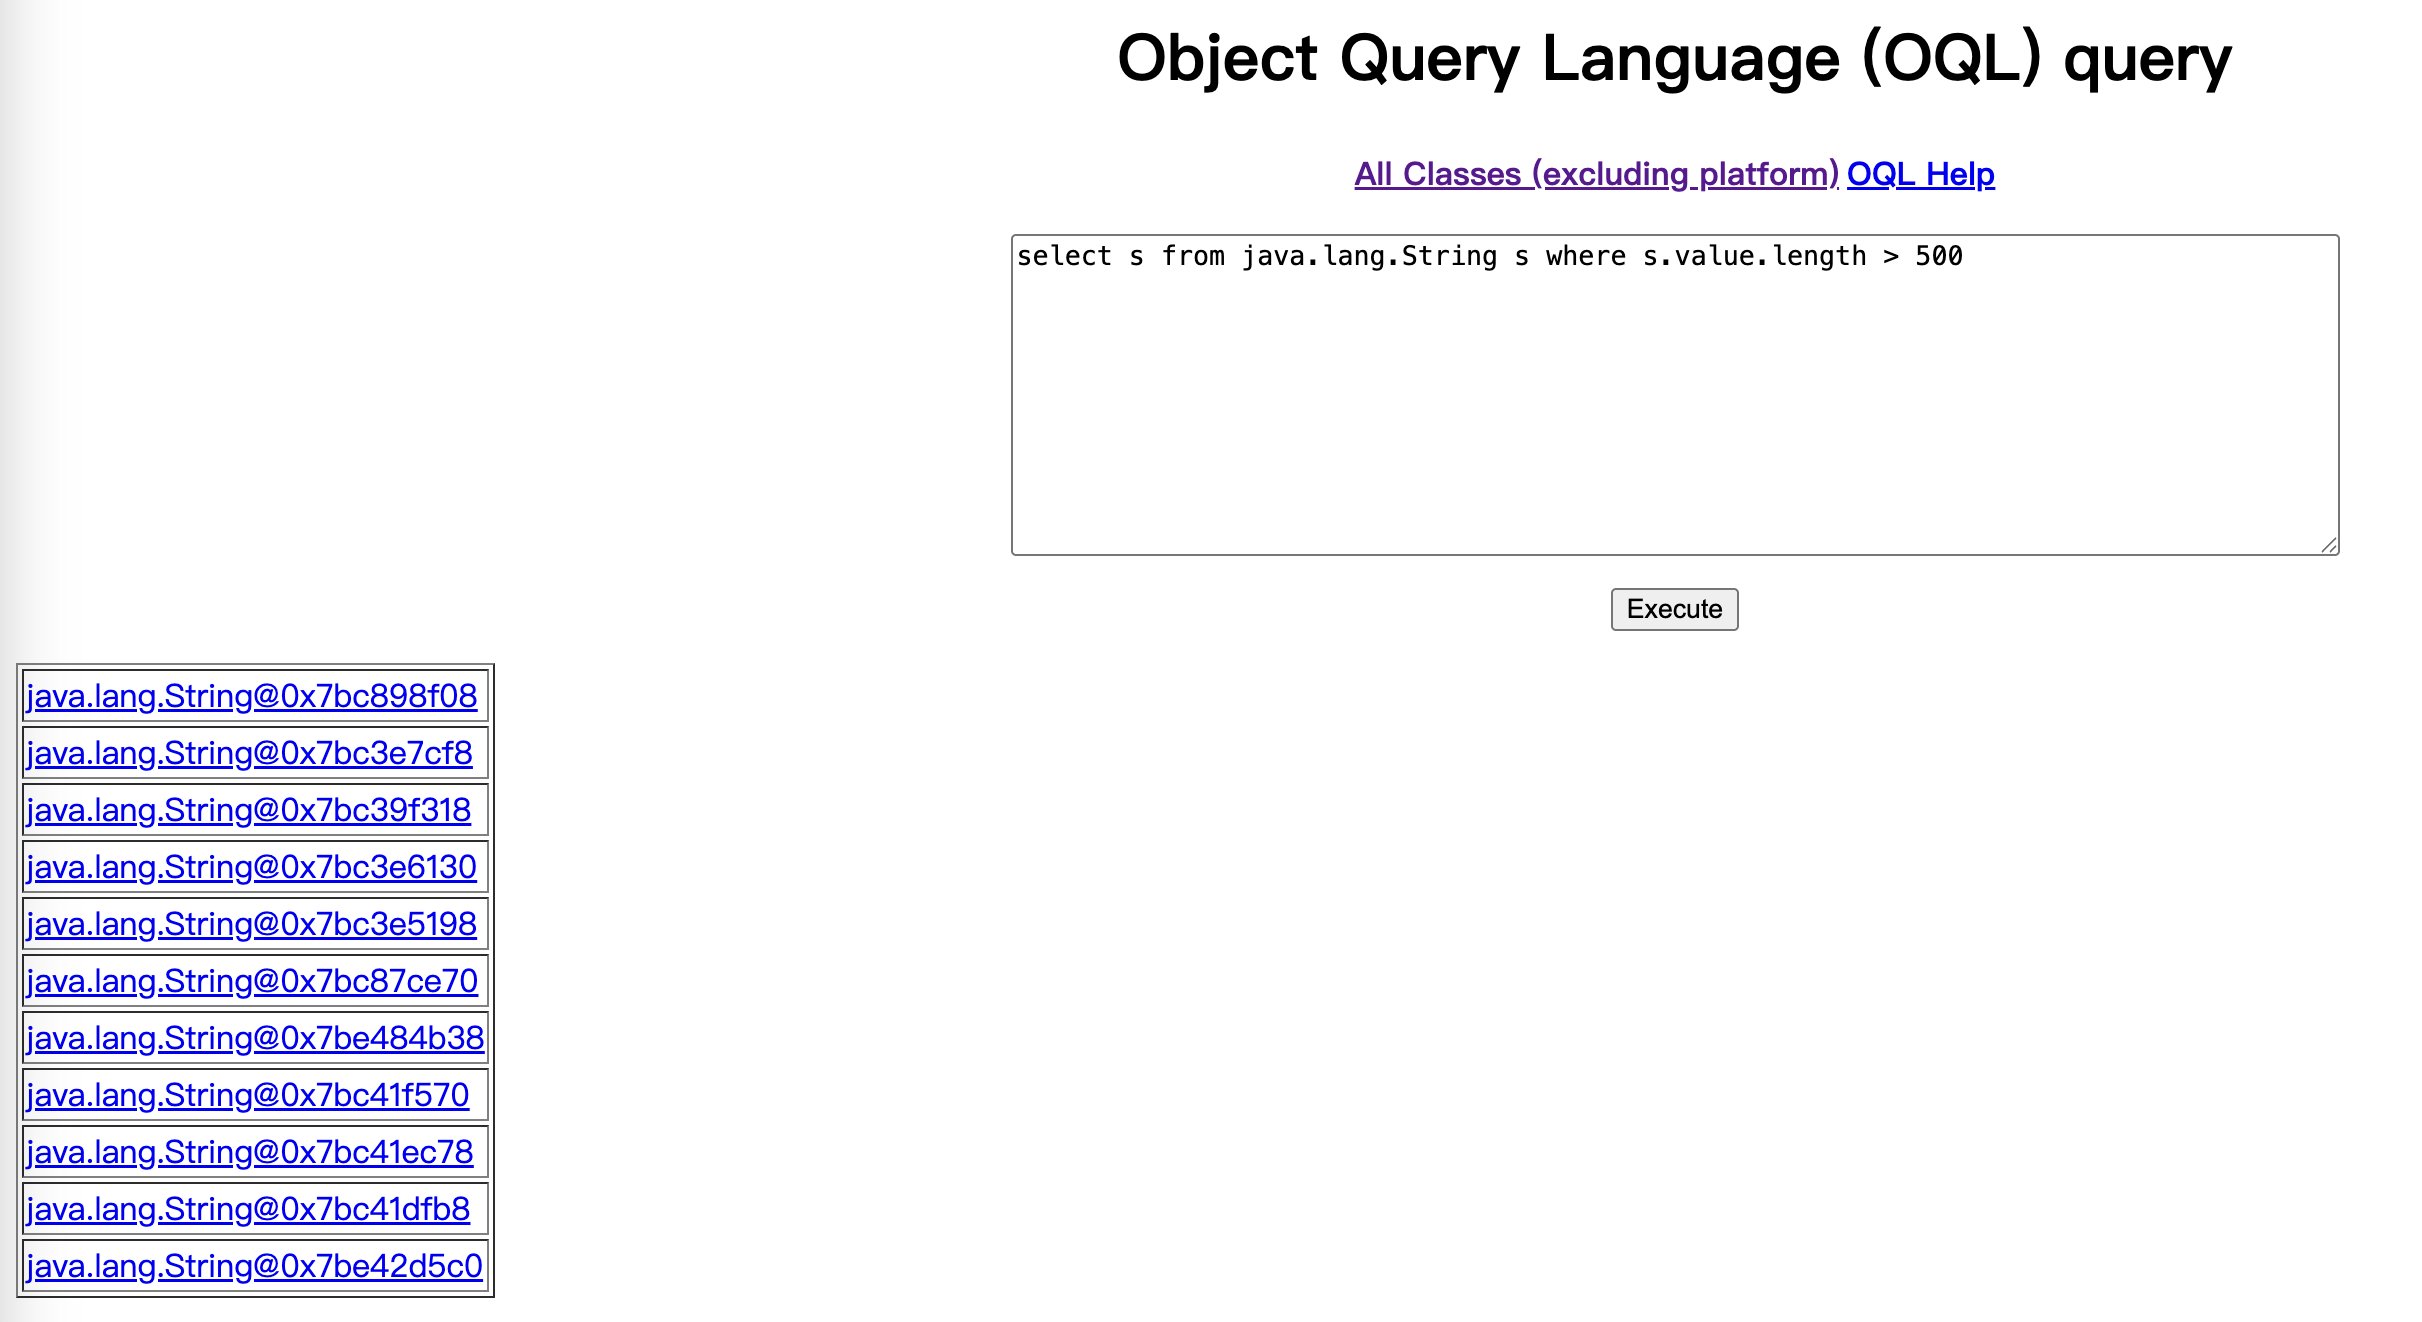 Object Query Language (OQL) query
All Classes (excluding platform) OQL Help
select s from java.lang.String s where s.value.length > 500
Execute
java.lang.String@0x7bc898f08
java.lang.String@0x7bc3e7cf8
java.lang.String@0x7bc39f318
java.lang.String@0x7bc3e6130
java.lang.String@0x7bc3e5198
java.lang.String@0x7bc87ce70
java.lang.String@0x7be484b38
java.lang.String@0x7bc41f570
java.lang.String@0x7bc41ec78
java.lang.String@0x7bc41dfb8
java.lang.String@0x7be42d5c0